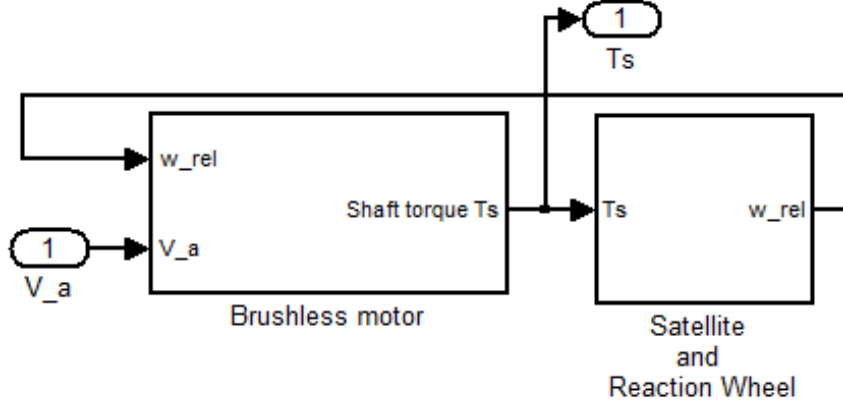 1
Ts
w_rel
Shaft torque Ts
Ts
w_rel
1
V_a
V_a
Brushless motor
Satellite
and
Reaction Wheel